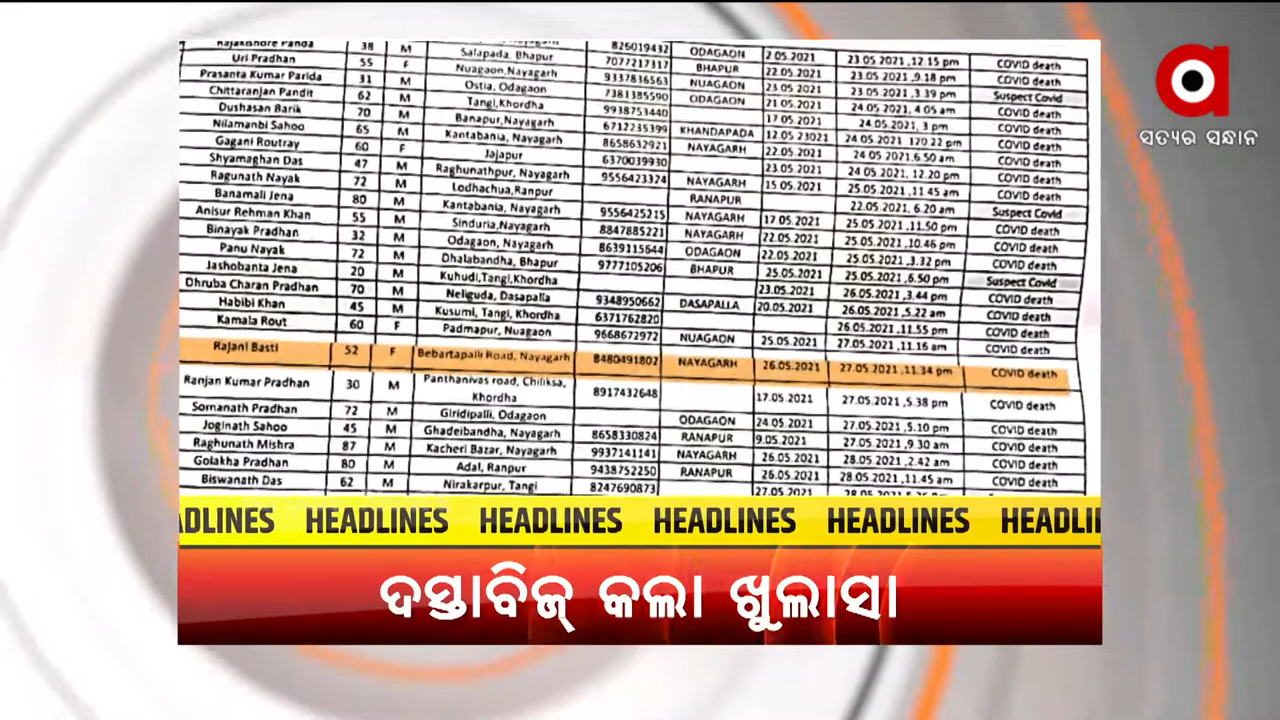 Rajakishore Panda 38 M Salapada, Bhapur 826019432 ODAGAON 2 05.2021 23 05 2021, 12.15 pm COVID death
Uri Pradhan 55 F Nuagaon,Nayagarh 7077217317 BHAPUR 22.05.2021 23.05.2021 ,9.18 pm COVID death
Prasanta Kumar Parida 31 M Ostia, Odagaon 9337836563 NUAGAON 23 05 2021 23.05.2021, 3.39 pm Suspect Covid
Chittaranjan Pandit 62 M Tangi,Khordha 7381385590 ODAGAON 21.05.2021 24.05.2021, 4.05 am COVID death
Dushasan Barik 70 M Banapur,Nayagarh 9938753440 17.05.2021 24.05.2021, 3 pm COVID death
Nilamanbi Sahoo 65 M Kantabania, Nayagarh 6712235399 KHANDAPADA 12.05 23021 24 05.2021, 120.22 pm COVID death
Gagani Routray 60 F Jajapur 8658632921 NAYAGARH 22.05.2021 24 05 2021,6.50 am COVID death
Shyamaghan Das 47 M Raghunathpur, Nayagarh 6370039930 23.05.2021 24 05.2021, 12.20 pm COVID death
Ragunath Nayak 72 M Lodhachua,Ranpur 9556423324 NAYAGARH 15.05.2021 25.05.2021 ,11 45 am COVID death
Banamali Jena 80 M Kantabania, Nayagarh RANAPUR 22.05.2021, 6.20 am Suspect Covid
Anisur Rehman Khan 55 M Sinduria,Nayagarh 9556425215 NAYAGARH 17.05.2021 25.05.2021, 11.50 pm COVID death
Binayak Pradhan 32 M Odagaon, Nayagarh 8847885221 NAYAGARH 22.05.2021 25.05.2021, 10.46 pm COVID death
Panu Nayak 72 M Dhalabandha, Bhapur 8639115644 ODAGAON 22.05.2021 25.05.2021, 3.32 pm COVID death
Jashobanta Jena 20 M Kuhudi,Tangi,Khordha 9777105206 BHAPUR 25.05.2021 25.05.2021, 6.50 pm Suspect Covid
Dhruba Charan Pradhan 70 M Neliguda, Dasapalla 23.05.2021 26.05.2021 ,3.44 pm COVID death
Habibi Khan 45 M Kusumi, Tangi, Khordha 9348950662 DASAPALLA 20.05.2021 26.05.2021 ,5.22 am COVID death
Kamala Rout 60 F Padmapur, Nuagaon 6371762820 26.05.2021 ,11.55 pm COVID death
9668672972 NUAGAON 25.05.2021 27.05.2021, 11.15 am COVID death
Rajani Basti 52 F Bebartapalli Road, Nayagarh 8480491802 NAYAGARH 26.05.2021 27.05.2021 ,11.34 pm COVID death
Ranjan Kumar Pradhan 30 M Panthanivas road, Chiliksa, Khordha 8917432648 17.05.2021 27.05.2021 ,5.38 pm COVID death
Somanath Pradhan 72 M Giridipalli, Odagaon ODAGAON 24.05.2021 27.05.2021 ,5.10 pm COVID death
Joginath Sahoo 45 M Ghadeibandha, Nayagarh 8658330824 RANAPUR 9.05.2021 27.05.2021 ,9.30 am COVID death
Raghunath Mishra 87 M Kacheri Bazar, Nayagarh 9937141141 NAYAGARH 26.05.2021 28.05.2021 ,2.42 am COVID death
Golakha Pradhan 80 M Adal, Ranpur 9438752250 RANAPUR 26.05.2021 28.05.2021 ,11.45 am COVID death
Biswanath Das 62 M Nirakarpur, Tangi 8247690873 27.05.2021
ADLINES HEADLINES HEADLINES HEADLINES HEADLINES HEADLI
ଦସ୍ତାବିଜ୍ କଲା ଖୁଲାସା
ସତ୍ୟର ସନ୍ଧାନ